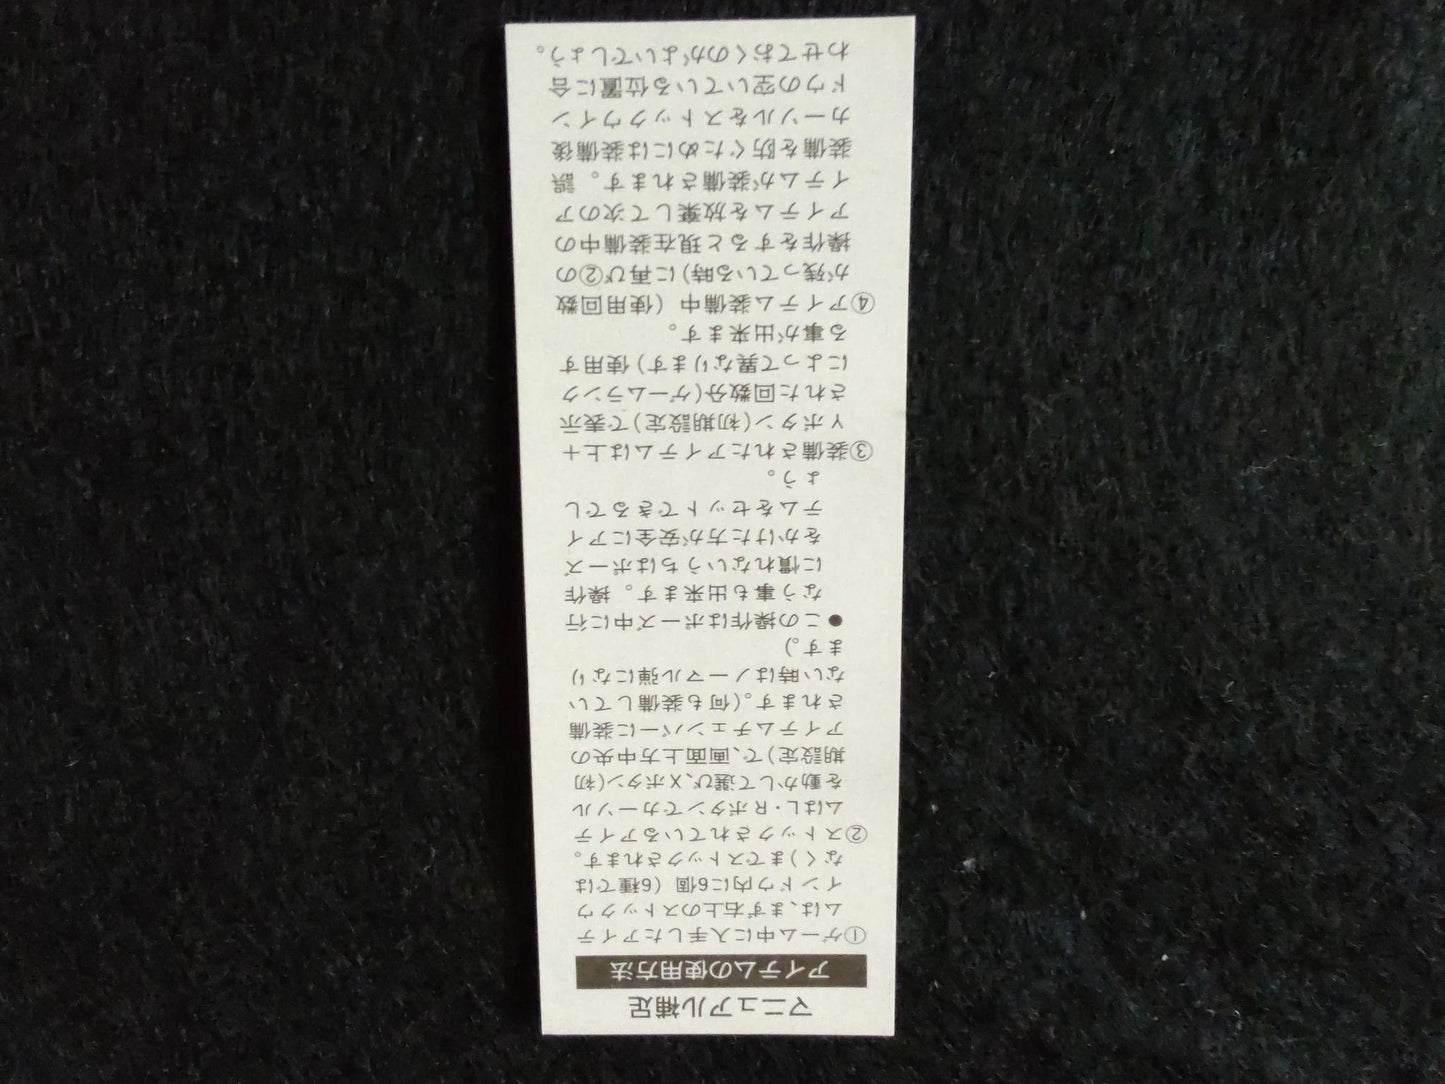 マニュアル補足
アイテムの使用方法
①ゲーム中に入手したアイテ
ムは、まず右上のストックウ
インドウ内に6個（6種では
なく)までストックされます。
②ストックされているアイテ
ムはL・Rボタンでカーソル
を動かして選び、Xボタン(初
期設定)で、画面上方中央の
アイテムチェンバーに装備
されます。(何も装備してい
ない時はノーマル弾になり
ます。)
●この操作はポーズ中に行
なう事も出来ます。操作
に慣れないうちはポーズ
をかけた方が安全にアイ
テムをセットできるでし
ょう。
③装備されたアイテムは上＋
Yボタン(初期設定)で表示
された回数分(ゲームランク
によって異なります)使用す
る事が出来ます。
④アイテム装備中（使用回数
が残っている時)に再び②の
操作をすると現在装備中の
アイテムを放棄して次のア
イテムが装備されます。誤
装備を防ぐためには装備後
カーソルをストックウイン
ドウの空いている位置に合
わせておくのがよいでしょう。